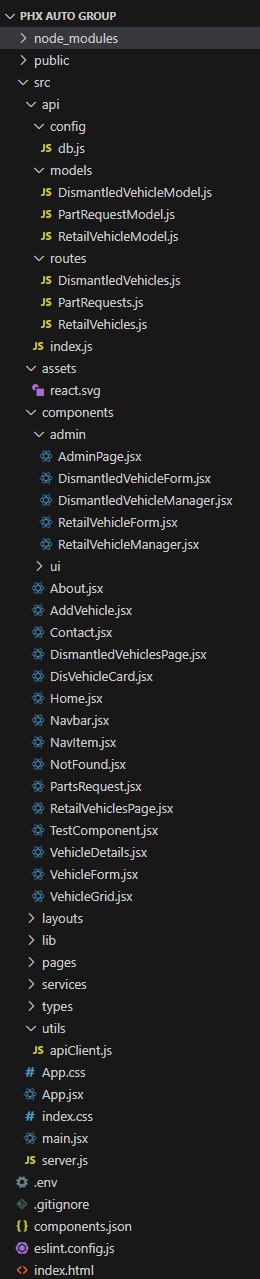 PHX AUTO GROUP
node_modules
public
src
api
config
JS db.js
models
JS DismantledVehicleModel.js
JS PartRequestModel.js
JS RetailVehicleModel.js
routes
JS DismantledVehicles.js
JS PartRequests.js
JS RetailVehicles.js
JS index.js
assets
react.svg
components
admin
AdminPage.jsx
DismantledVehicleForm.jsx
DismantledVehicleManager.jsx
RetailVehicleForm.jsx
RetailVehicleManager.jsx
ui
About.jsx
AddVehicle.jsx
Contact.jsx
DismantledVehiclesPage.jsx
DisVehicleCard.jsx
Home.jsx
Navbar.jsx
NavItem.jsx
NotFound.jsx
PartsRequest.jsx
RetailVehiclesPage.jsx
TestComponent.jsx
VehicleDetails.jsx
VehicleForm.jsx
VehicleGrid.jsx
layouts
lib
pages
services
types
utils
JS apiClient.js
# App.css
App.jsx
# index.css
main.jsx
JS server.js
.env
.gitignore
{ } components.json
eslint.config.js
<> index.html